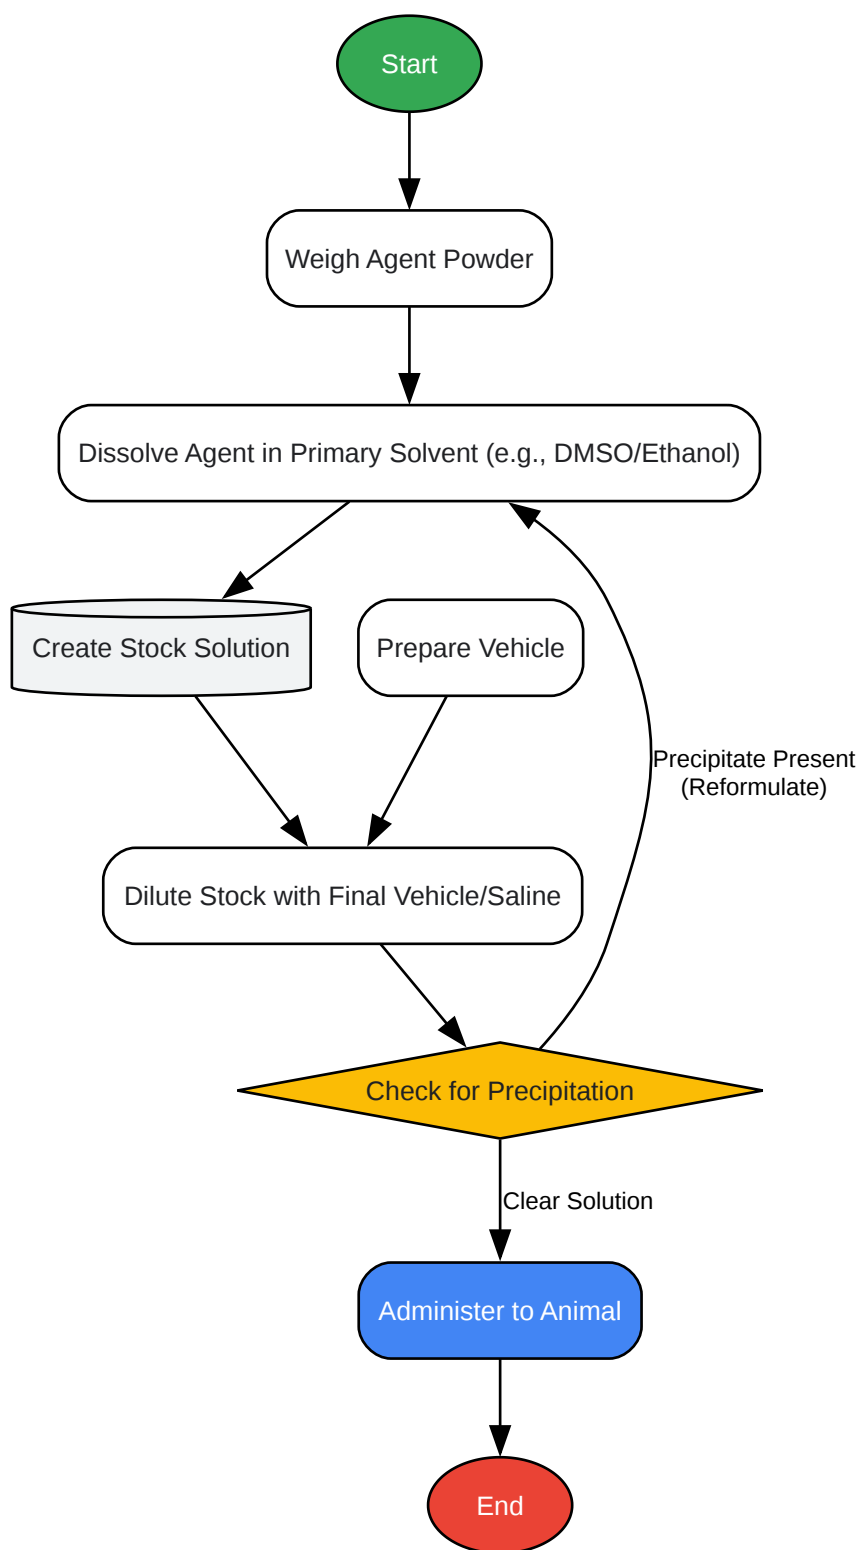 Start
Weigh Agent Powder
Dissolve Agent in Primary Solvent (e.g., DMSO/Ethanol)
Create Stock Solution
Prepare Vehicle
Precipitate Present
(Reformulate)
Dilute Stock with Final Vehicle/Saline
Check for Precipitation
Clear Solution
Administer to Animal
End